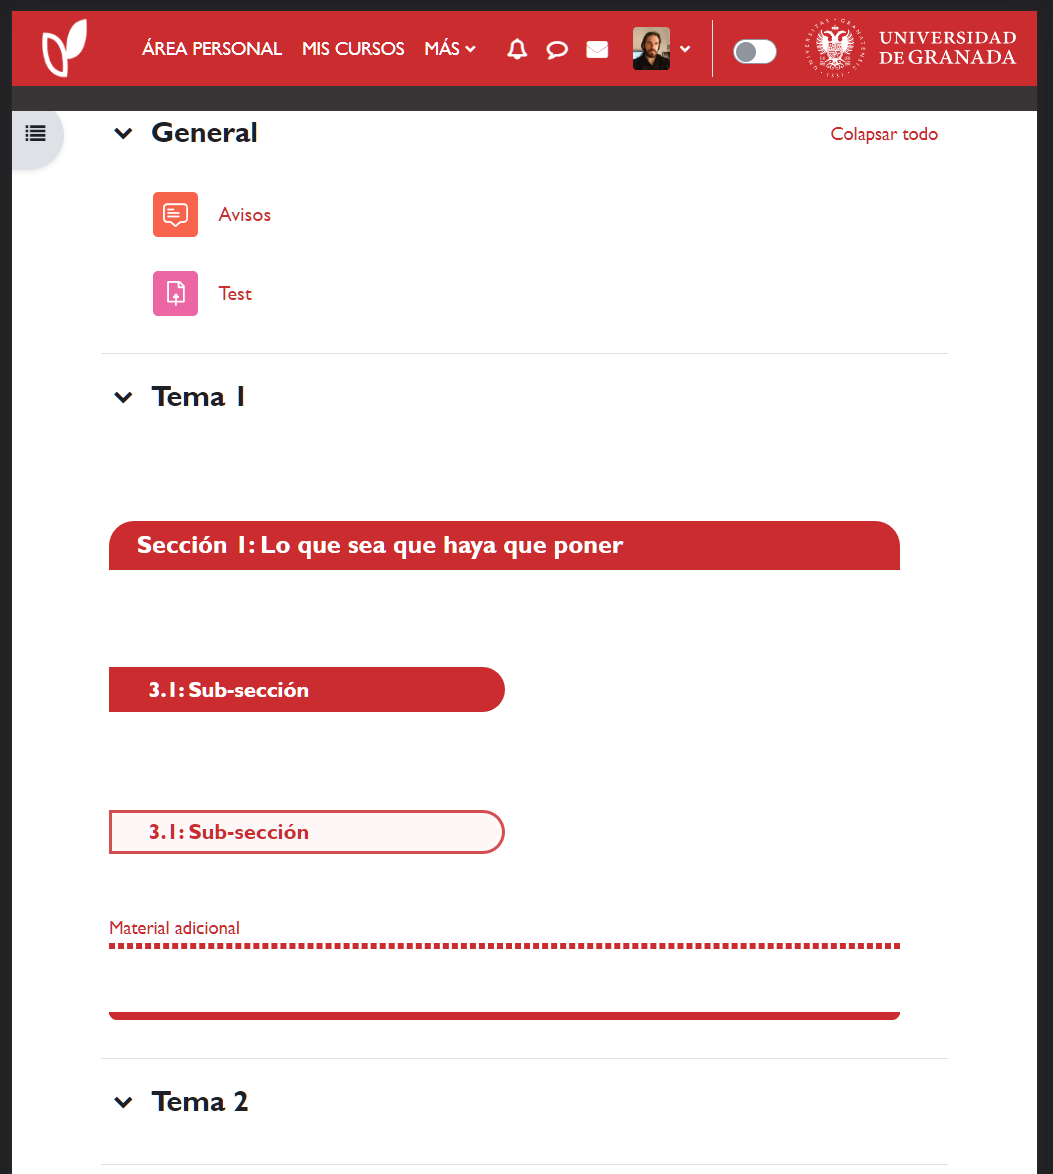 ÁREA PERSONAL MIS CURSOS MÁS
UNIVERSIDAD
DE GRANADA
General
Colapsar todo
Avisos
Test
Tema 1
Sección 1: Lo que sea que haya que poner
3.1: Sub-sección
3.1: Sub-sección
Material adicional
Tema 2